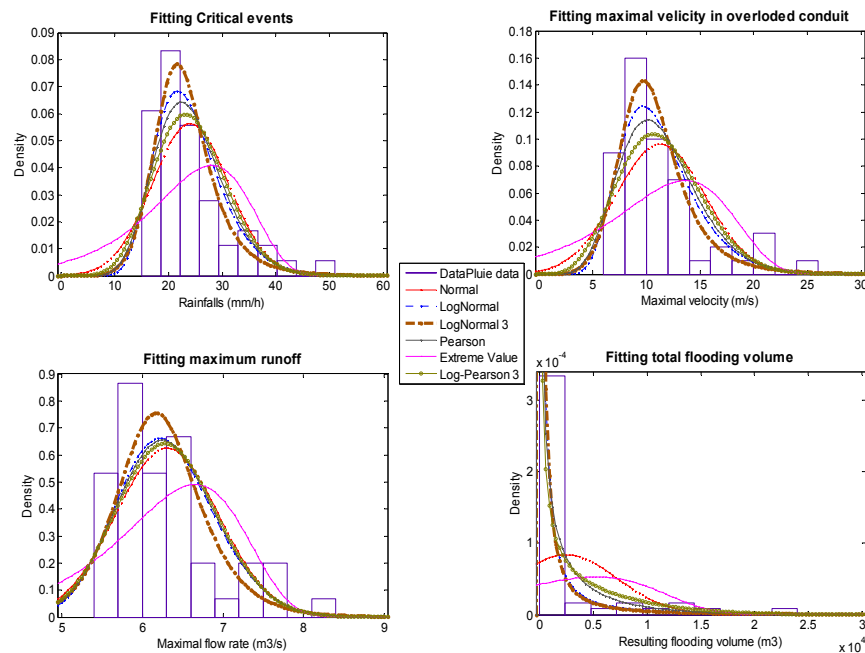 Fitting Critical events
0.09
0.08
0.07
0.06
0.05
0.04
0.03
0.02
0.01
0
Density
0 10 20 30 40 50 60
Rainfalls (mm/h)
Fitting maximal velicity in overloded conduit
0.18
0.16
0.14
0.12
0.1
0.08
0.06
0.04
0.02
0
Density
0 5 10 15 20 25 30
Maximal velocity (m/s)
DataPluie data
Normal
LogNormal
LogNormal 3
Pearson
Extreme Value
Log-Pearson 3
Fitting maximum runoff
0.9
0.8
0.7
0.6
0.5
0.4
0.3
0.2
0.1
0
Density
5 6 7 8 9
Maximal flow rate (m3/s)
Fitting total flooding volume
x 10^-4
3
2
1
0
Density
0 0.5 1 1.5 2 2.5 3
Resulting flooding volume (m3)
x 10^4